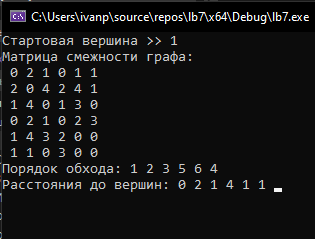 C:\Users\ivanp\source\repos\lb7\x64\Debug\lb7.exe
Стартовая вершина >> 1
Матрица смежности графа:
0 2 1 0 1 1
2 0 4 2 4 1
1 4 0 1 3 0
0 2 1 0 2 3
1 4 3 2 0 0
1 1 0 3 0 0
Порядок обхода: 1 2 3 5 6 4
Расстояния до вершин: 0 2 1 4 1 1